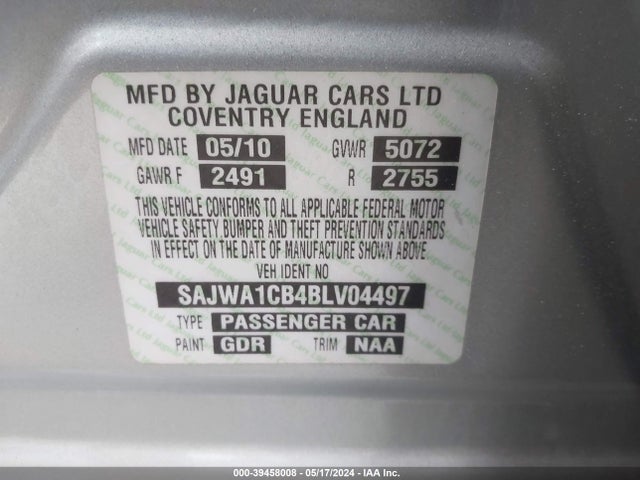 MFD BY JAGUAR CARS LTD
COVENTRY ENGLAND
MFD DATE 05/10 GVWR 5072
GAWR F 2491 R 2755
THIS VEHICLE CONFORMS TO ALL APPLICABLE FEDERAL MOTOR
VEHICLE SAFETY BUMPER AND THEFT PREVENTION STANDARDS
IN EFFECT ON THE DATE OF MANUFACTURE SHOWN ABOVE
VEH IDENT NO
SAJWA1CB4BLV04497
TYPE PASSENGER CAR
PAINT GDR TRIM NAA
000-39458008 - 05/17/2024 - IAA Inc.